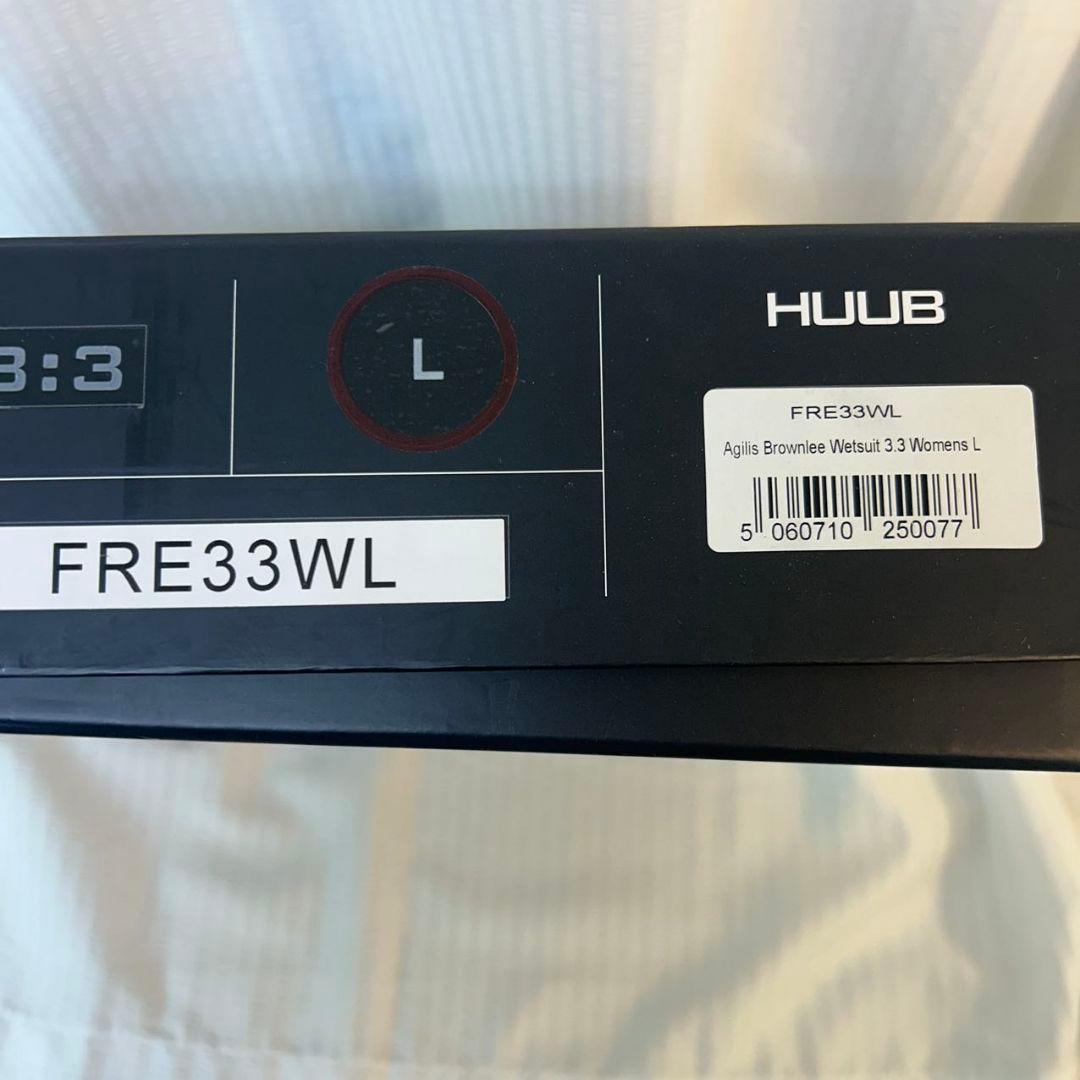 3:3
L
HUUB
FRE33WL
Agilis Brownlee Wetsuit 3.3 Womens L
5 060710 250077
FRE33WL